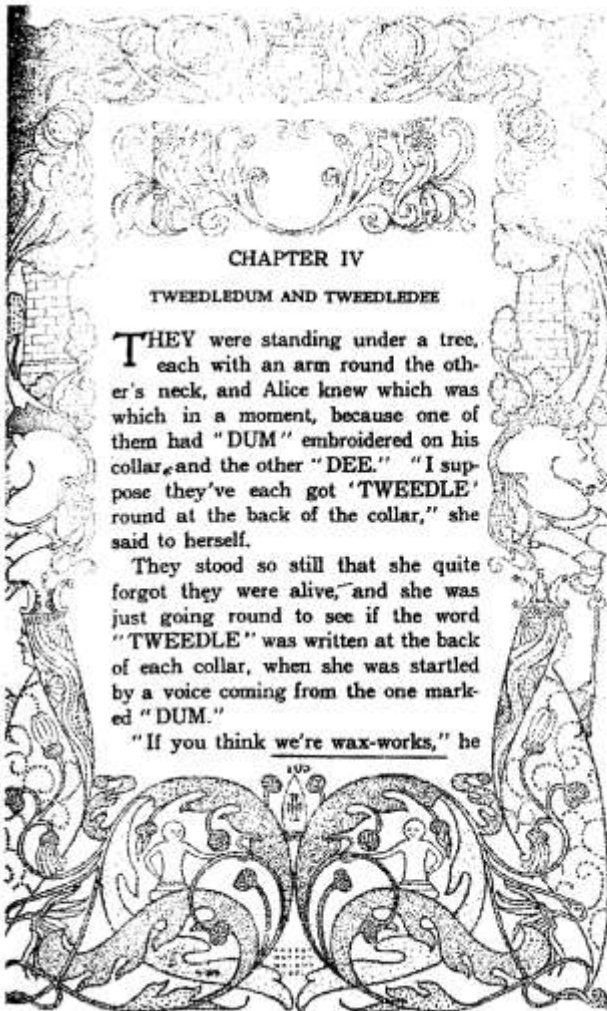 CHAPTER IV
TWEEDLEDUM AND TWEEDLEDEE
THEY were standing under a tree,
each with an arm round the oth-
er's neck, and Alice knew which was
which in a moment, because one of
them had "DUM" embroidered on his
collar, and the other "DEE." "I sup-
pose they've each got 'TWEEDLE'
round at the back of the collar," she
said to herself.
They stood so still that she quite
forgot they were alive, and she was
just going round to see if the word
"TWEEDLE" was written at the back
of each collar, when she was startled
by a voice coming from the one mark-
ed "DUM."
"If you think we're wax-works," he